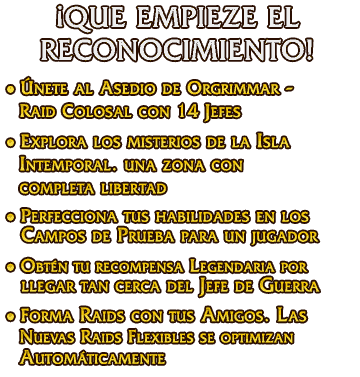 ¡QUE EMPIEZE EL
RECONOCIMIENTO!
• Únete al Asedio de Orgrimmar -
Raid Colosal con 14 Jefes
• Explora los misterios de la Isla
Intemporal. una zona con
completa libertad
• Perfecciona tus habilidades en los
Campos de Prueba para un jugador
• Obtén tu recompensa Legendaria por
llegar tan cerca del Jefe de Guerra
• Forma Raids con tus Amigos. Las
Nuevas Raids Flexibles se optimizan
Automáticamente